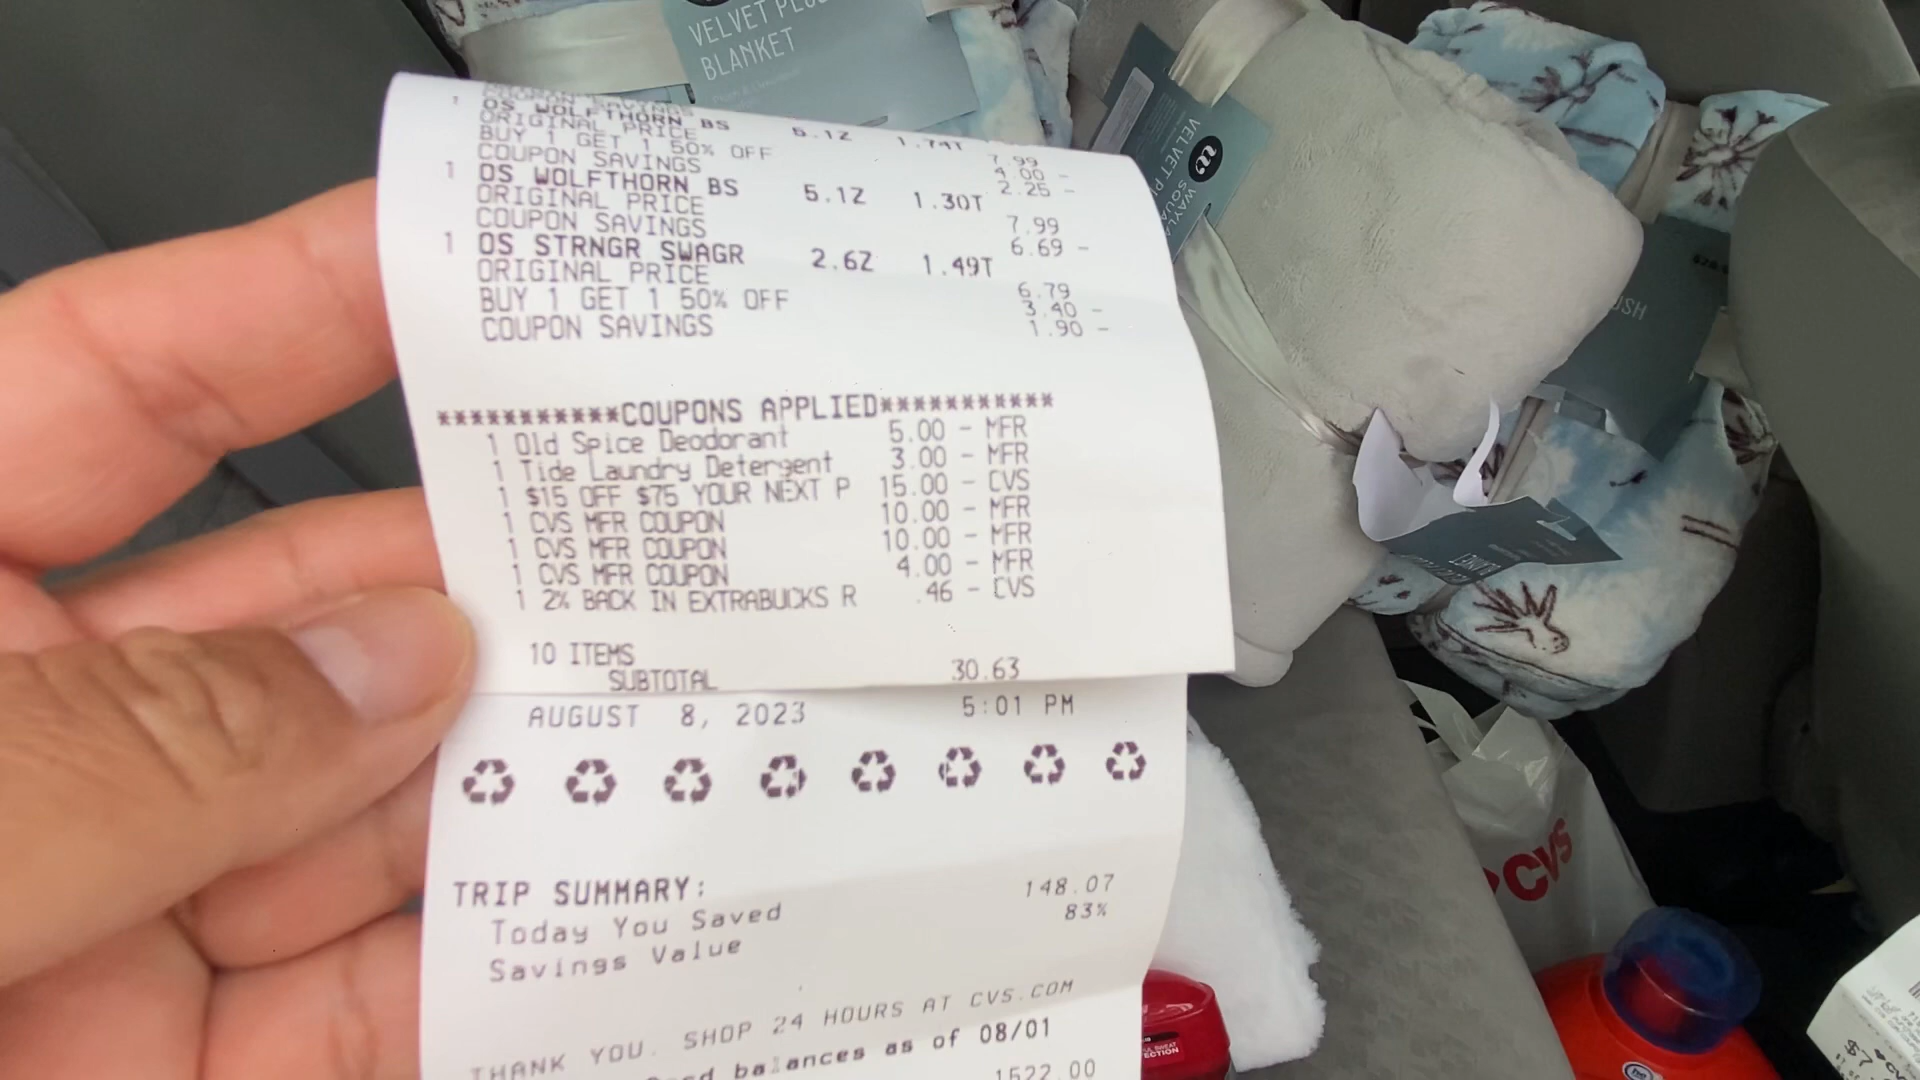 VELVET PLUSH
BLANKET
COUPON SAVINGS
1 OS WOLFTHORN BS 5.1Z 1.74T
ORIGINAL PRICE 7.99
BUY 1 GET 1 50% OFF 4.00 -
COUPON SAVINGS 2.25 -
1 OS WOLFTHORN BS 5.1Z 1.30T
ORIGINAL PRICE 7.99
COUPON SAVINGS 6.69 -
1 OS STRNGR SWAGR 2.6Z 1.49T
ORIGINAL PRICE 6.79
BUY 1 GET 1 50% OFF 3.40 -
COUPON SAVINGS 1.90 -
***********COUPONS APPLIED***********
1 Old Spice Deodorant 5.00 - MFR
1 Tide Laundry Detergent 3.00 - MFR
1 $15 OFF $75 YOUR NEXT P 15.00 - CVS
1 CVS MFR COUPON 10.00 - MFR
1 CVS MFR COUPON 10.00 - MFR
1 CVS MFR COUPON 4.00 - MFR
1 2% BACK IN EXTRABUCKS R .46 - CVS
10 ITEMS
SUBTOTAL 30.63
AUGUST 8, 2023 5:01 PM
TRIP SUMMARY:
Today You Saved 148.07
Savings Value 83%
THANK YOU. SHOP 24 HOURS AT CVS.COM
balances as of 08/01
1522.00
w
VELVET PL
CVS